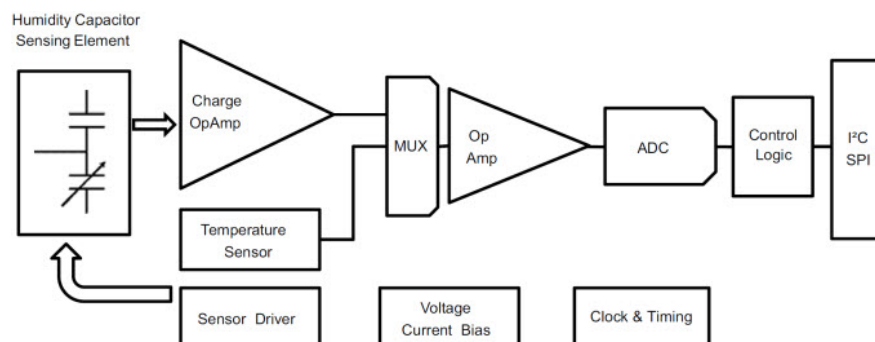 Humidity Capacitor
Sensing Element
Charge
OpAmp
MUX
Op
Amp
ADC
Control
Logic
I²C
SPI
Temperature
Sensor
Sensor Driver
Voltage
Current Bias
Clock & Timing